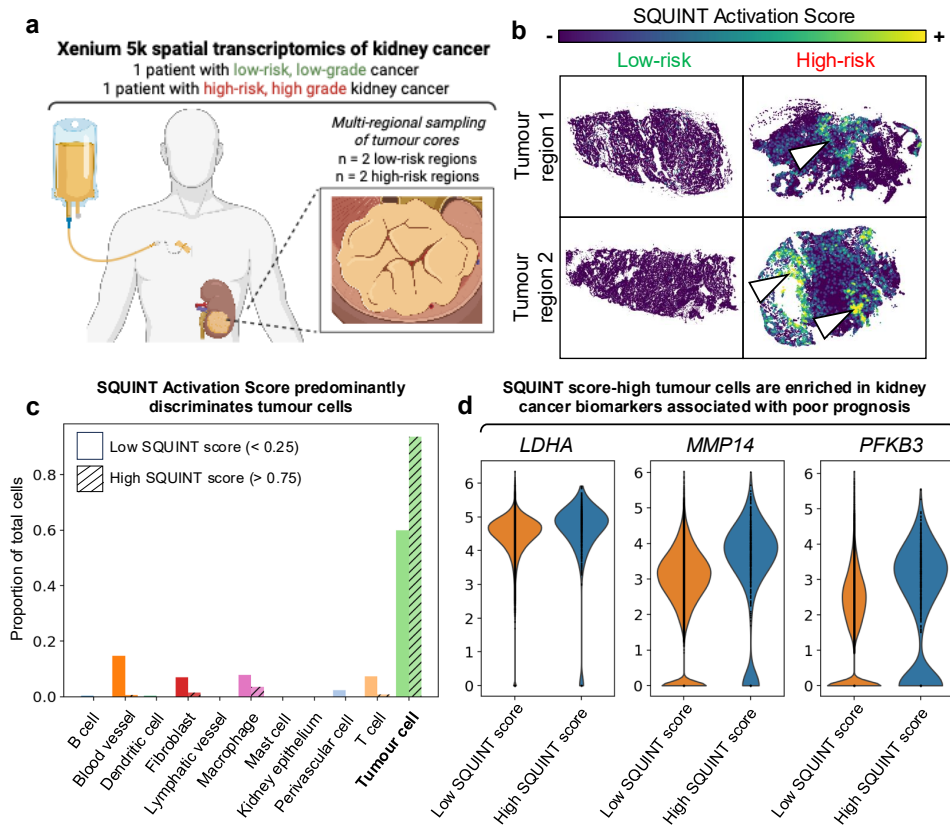 a
Xenium 5k spatial transcriptomics of kidney cancer
1 patient with low-risk, low-grade cancer
1 patient with high-risk, high grade kidney cancer
Multi-regional sampling
of tumour cores
n = 2 low-risk regions
n = 2 high-risk regions
b
SQUINT Activation Score
- +
Low-risk High-risk
Tumour
region 1
Tumour
region 2
c
SQUINT Activation Score predominantly
discriminates tumour cells
Low SQUINT score (< 0.25)
High SQUINT score (> 0.75)
Proportion of total cells
0.8
0.6
0.4
0.2
0.0
B cell
Blood vessel
Dendritic cell
Fibroblast
Lymphatic vessel
Macrophage
Mast cell
Kidney epithelium
Perivascular cell
T cell
Tumour cell
d
SQUINT score-high tumour cells are enriched in kidney
cancer biomarkers associated with poor prognosis
LDHA
6
5
4
3
2
1
0
Low SQUINT score
High SQUINT score
MMP14
6
5
4
3
2
1
0
Low SQUINT score
High SQUINT score
PFKB3
6
5
4
3
2
1
0
Low SQUINT score
High SQUINT score